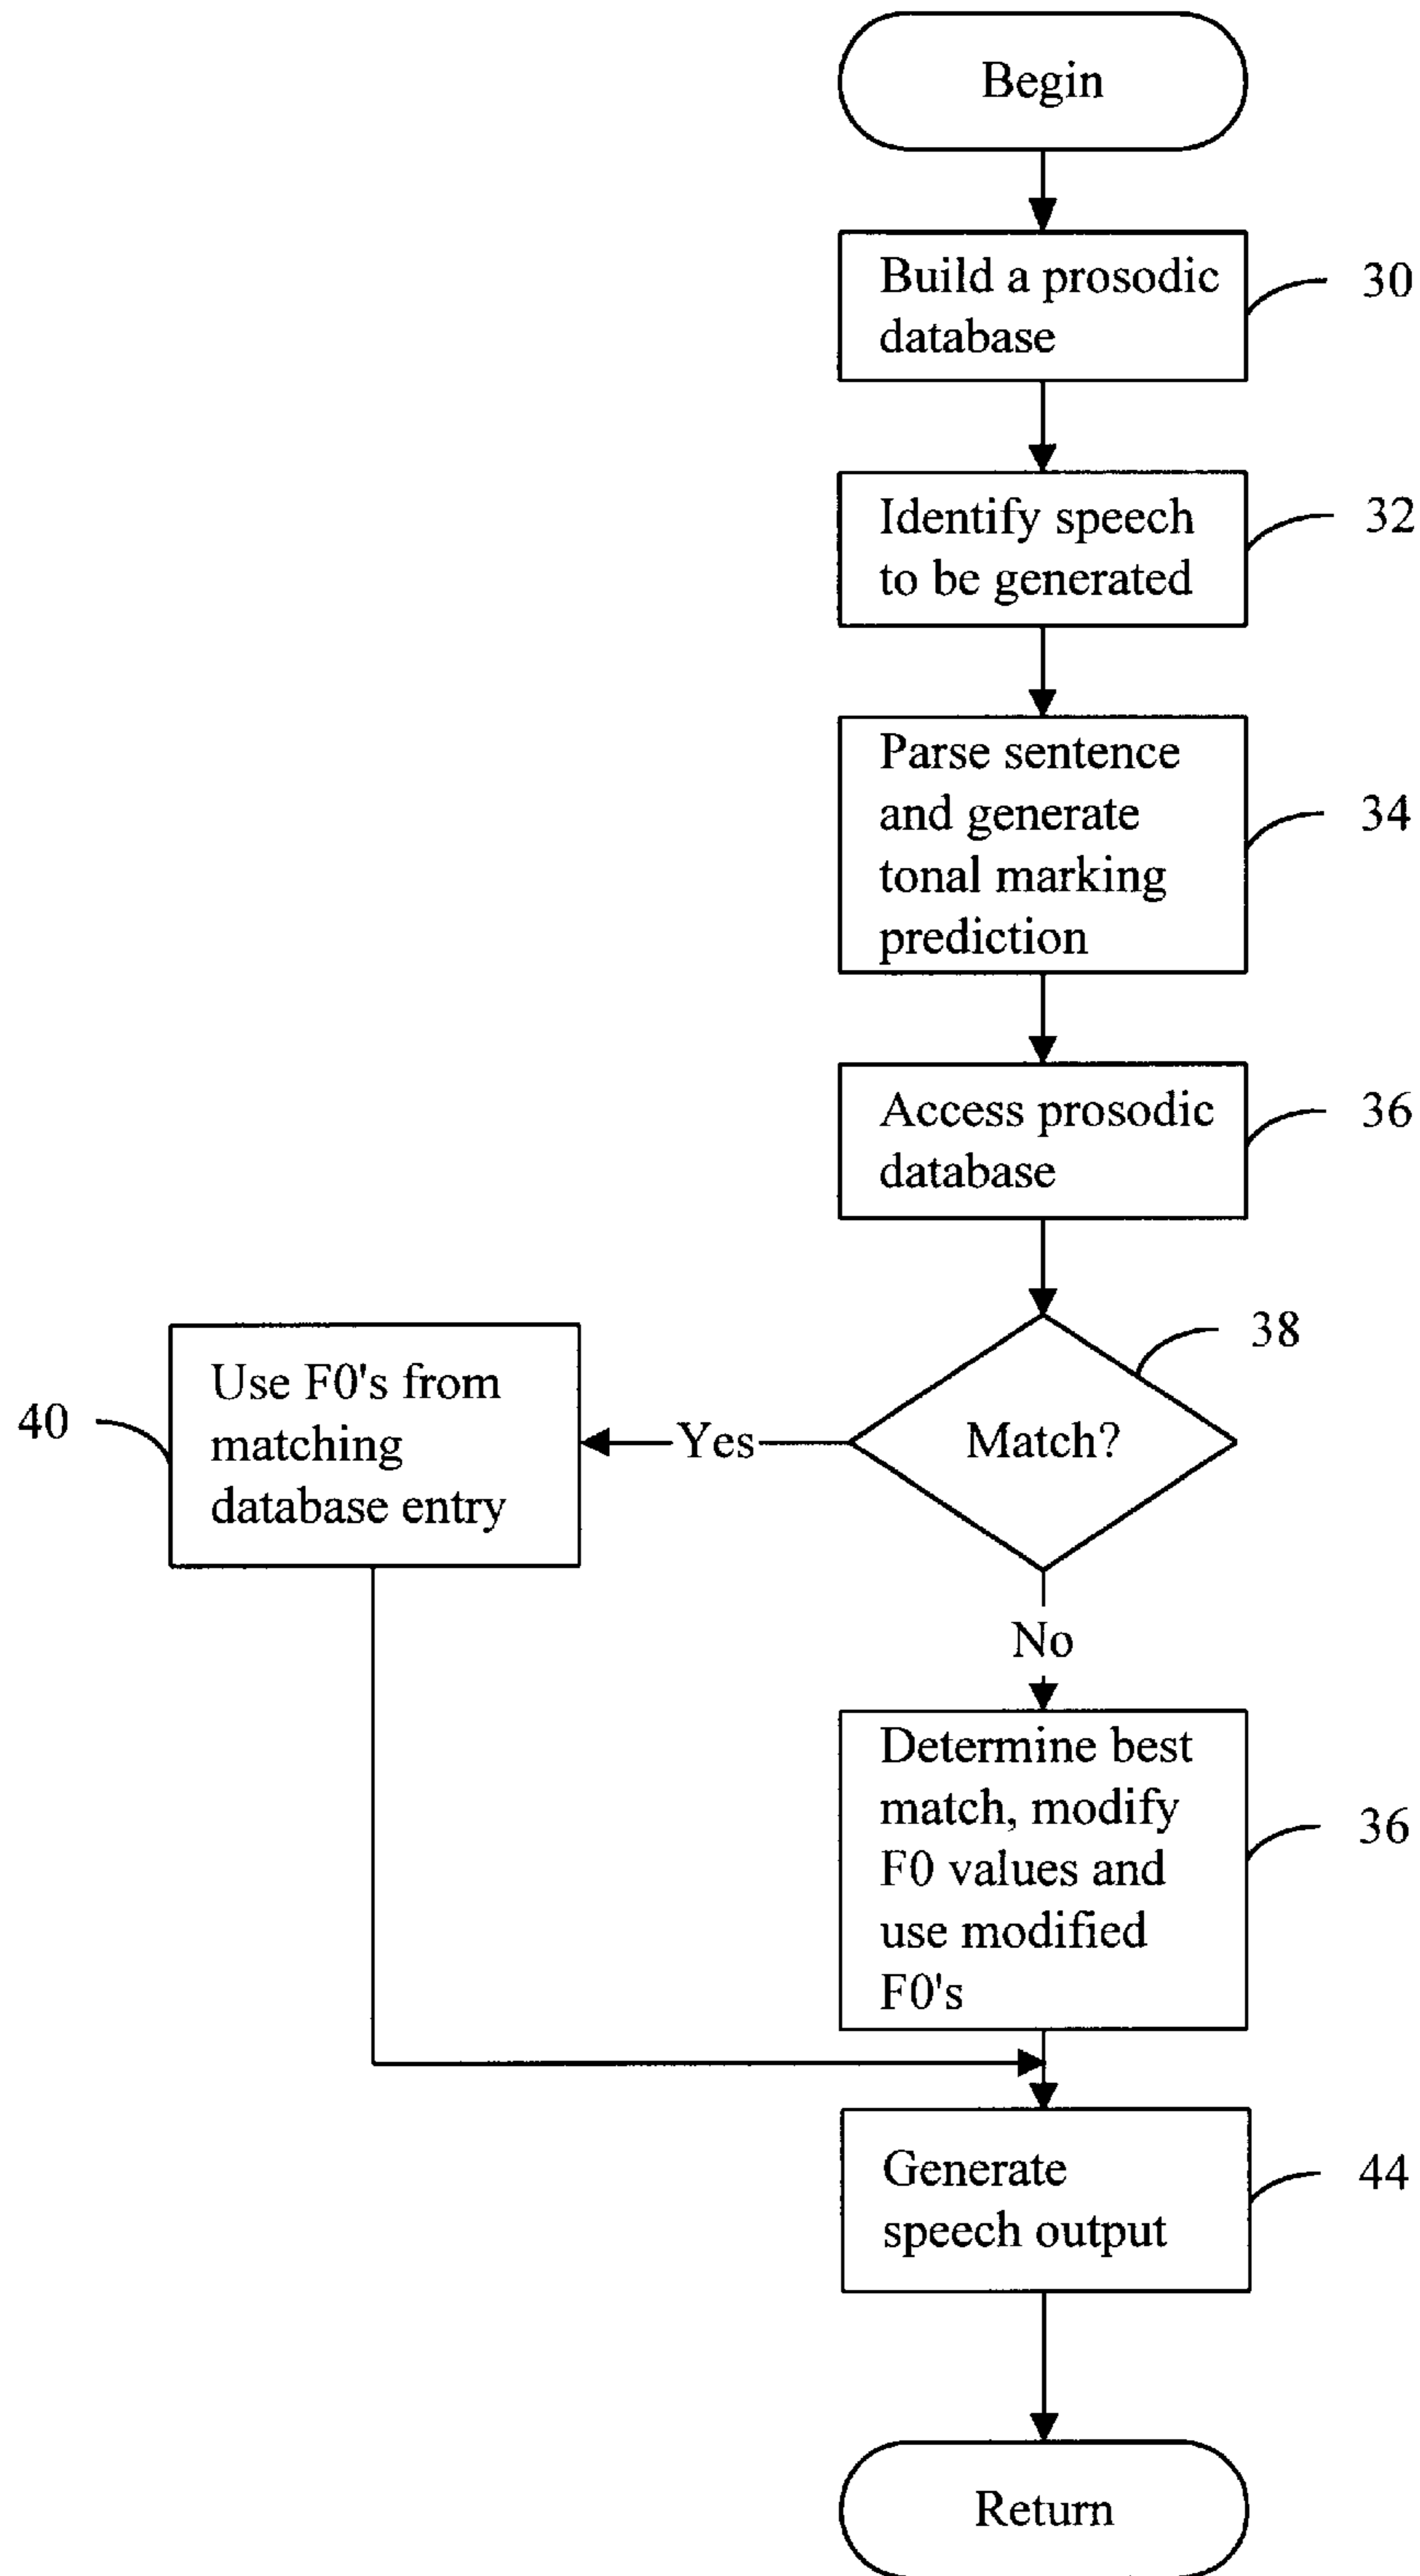 Begin
Build a prosodic
database
30
Identify speech
to be generated
32
Parse sentence
and generate
tonal marking
prediction
34
Access prosodic
database
36
38
Match?
Yes
Use F0's from
matching
database entry
40
No
Determine best
match, modify
F0 values and
use modified
F0's
36
Generate
speech output
44
Return